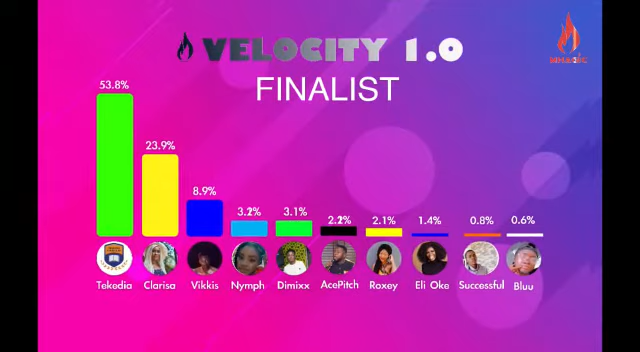 VELOCITY 1.0
FINALIST
53.8%
23.9%
8.9%
3.2%
3.1%
2.2%
2.1%
1.4%
0.8%
0.6%
Tekedia
Clarisa
Vikkis
Nymph
Dimixx
AcePitch
Roxey
Eli Oke
Successful
Bluu